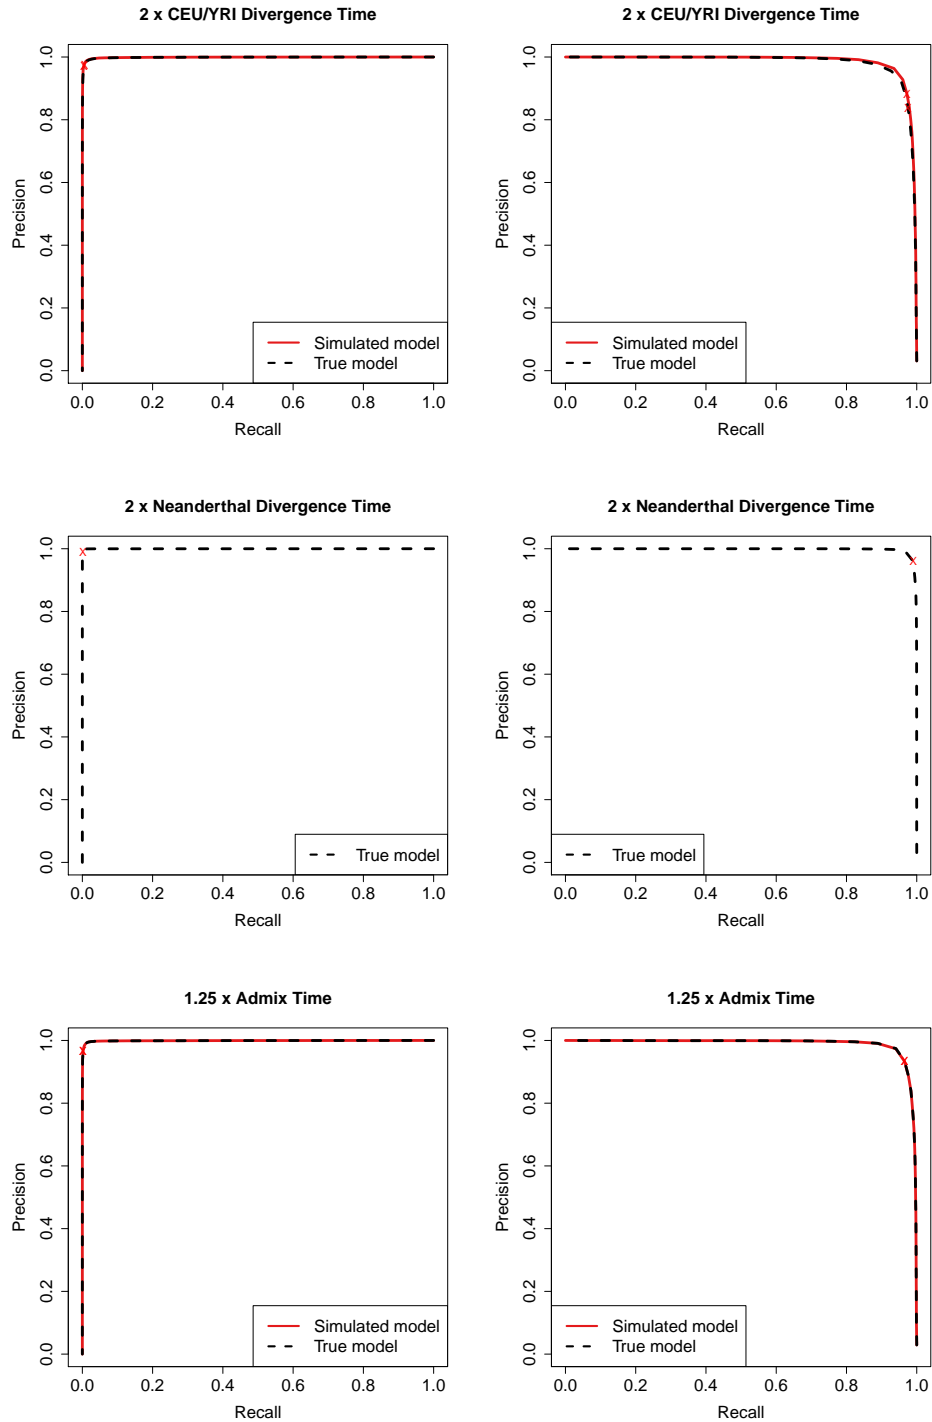 2 x CEU/YRI Divergence Time
Precision
0.0 0.2 0.4 0.6 0.8 1.0
Simulated model
True model
0.0 0.2 0.4 0.6 0.8 1.0
Recall
2 x CEU/YRI Divergence Time
Precision
0.0 0.2 0.4 0.6 0.8 1.0
Simulated model
True model
0.0 0.2 0.4 0.6 0.8 1.0
Recall
2 x Neanderthal Divergence Time
Precision
0.0 0.2 0.4 0.6 0.8 1.0
True model
0.0 0.2 0.4 0.6 0.8 1.0
Recall
2 x Neanderthal Divergence Time
Precision
0.0 0.2 0.4 0.6 0.8 1.0
True model
0.0 0.2 0.4 0.6 0.8 1.0
Recall
1.25 x Admix Time
Precision
0.0 0.2 0.4 0.6 0.8 1.0
Simulated model
True model
0.0 0.2 0.4 0.6 0.8 1.0
Recall
1.25 x Admix Time
Precision
0.0 0.2 0.4 0.6 0.8 1.0
Simulated model
True model
0.0 0.2 0.4 0.6 0.8 1.0
Recall